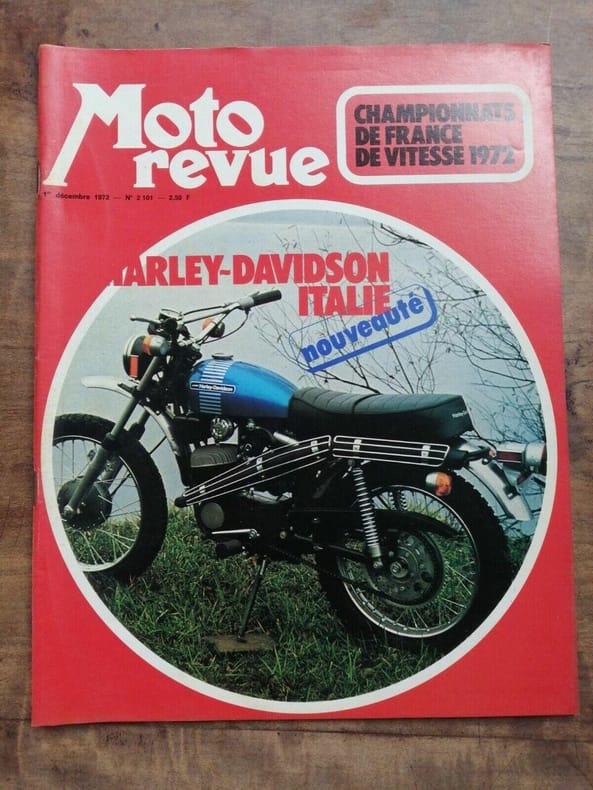 Moto
revue
CHAMPIONNATS
DE FRANCE
DE VITESSE 1972
1er décembre 1972 — N° 2 101 — 2,50 F
HARLEY-DAVIDSON
ITALIE
nouveauté
Harley-Davidson